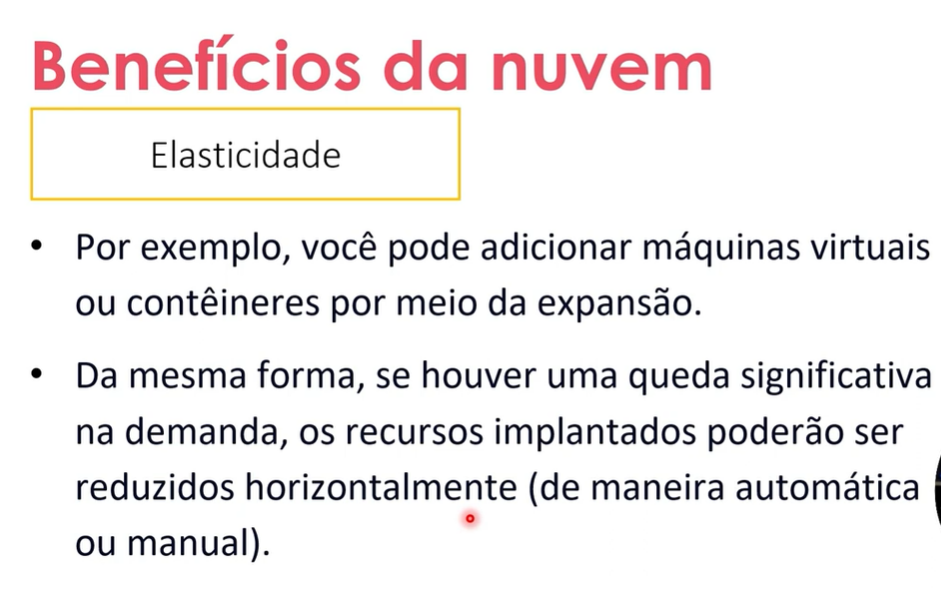 Benefícios da nuvem
Elasticidade
• Por exemplo, você pode adicionar máquinas virtuais
ou contêineres por meio da expansão.
• Da mesma forma, se houver uma queda significativa
na demanda, os recursos implantados poderão ser
reduzidos horizontalmente (de maneira automática
ou manual).